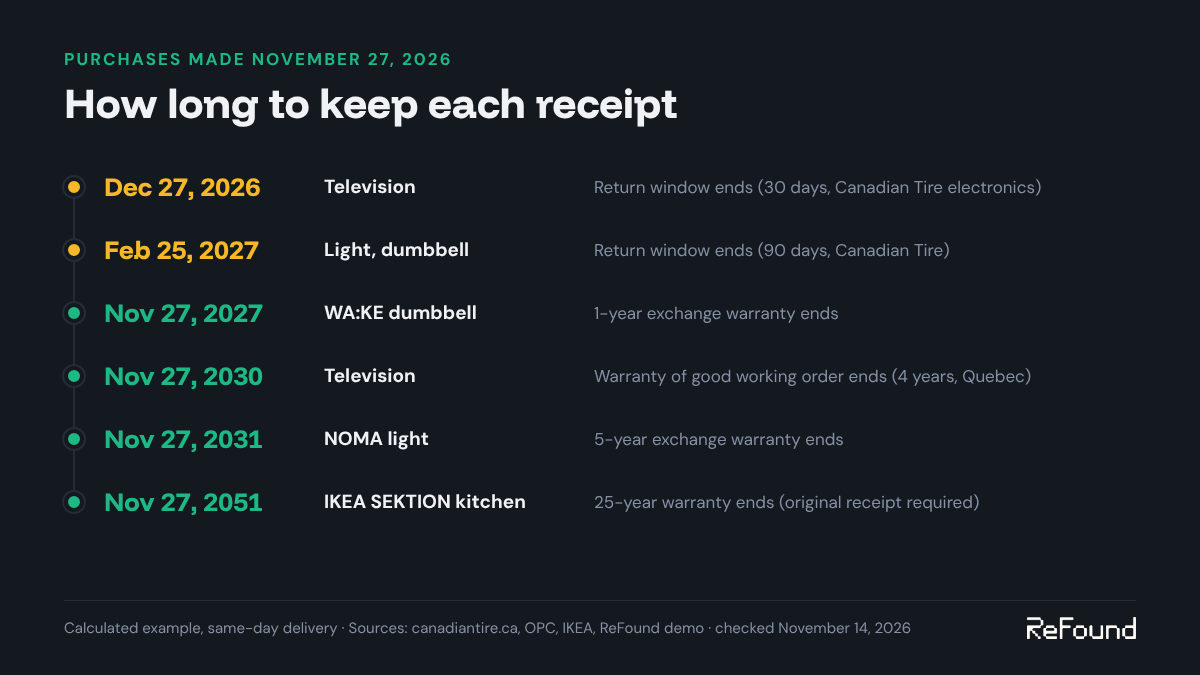 PURCHASES MADE NOVEMBER 27, 2026
How long to keep each receipt
Dec 27, 2026 Television Return window ends (30 days, Canadian Tire electronics)
Feb 25, 2027 Light, dumbbell Return window ends (90 days, Canadian Tire)
Nov 27, 2027 WA:KE dumbbell 1-year exchange warranty ends
Nov 27, 2030 Television Warranty of good working order ends (4 years, Quebec)
Nov 27, 2031 NOMA light 5-year exchange warranty ends
Nov 27, 2051 IKEA SEKTION kitchen 25-year warranty ends (original receipt required)
Calculated example, same-day delivery · Sources: canadiantire.ca, OPC, IKEA, ReFound demo · checked November 14, 2026
ReFound